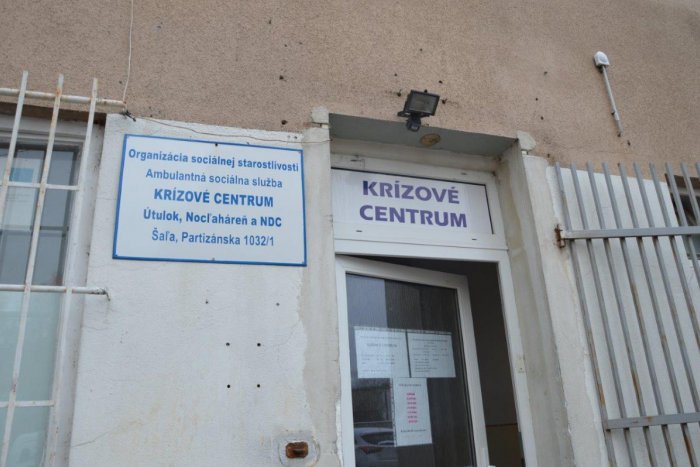 Organizácia sociálnej starostlivosti
Ambulantná sociálna služba
KRÍZOVÉ CENTRUM
Útulok, Nocľaháreň a NDC
Šaľa, Partizánska 1032/1
KRÍZOVÉ
CENTRUM